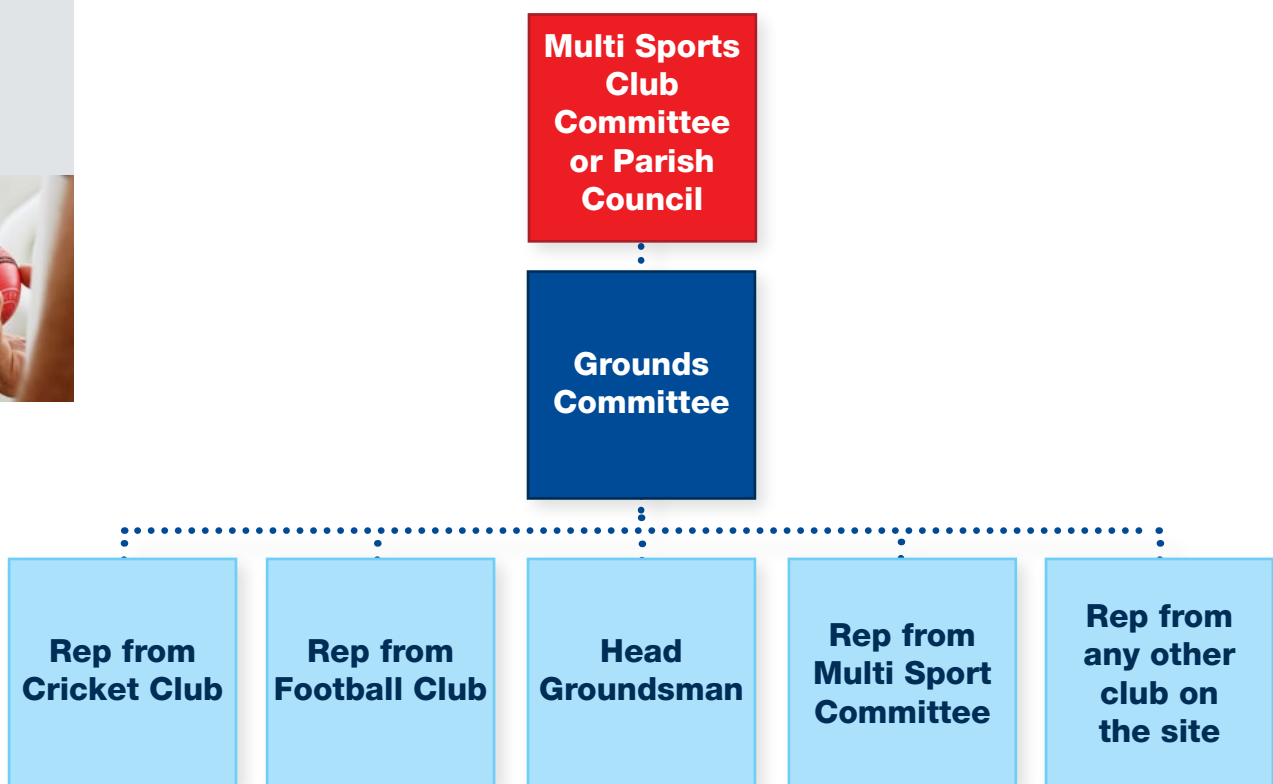 Multi Sports
Club
Committee
or Parish
Council
Grounds
Committee
Rep from
Cricket Club
Rep from
Football Club
Head
Groundsman
Rep from
Multi Sport
Committee
Rep from
any other
club on
the site